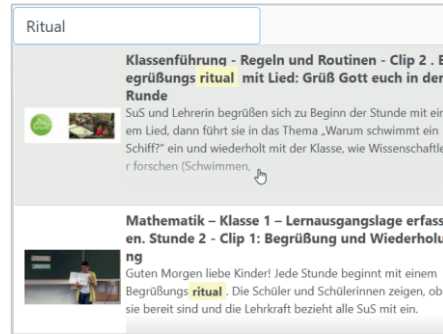 Ritual
Klassenführung - Regeln und Routinen - Clip 2 . B
egrüßungs ritual mit Lied: Grüß Gott euch in der
Runde
SuS und Lehrerin begrüßen sich zu Beginn der Stunde mit ein
em Lied, dann führt sie in das Thema „Warum schwimmt ein
Schiff?" ein und wiederholt mit der Klasse, wie Wissenschaftle
r forschen (Schwimmen,
Mathematik – Klasse 1 – Lernausgangslage erfass
en. Stunde 2 - Clip 1: Begrüßung und Wiederholu
ng
Guten Morgen liebe Kinder! Jede Stunde beginnt mit einem
Begrüßungs ritual . Die Schüler und Schülerinnen zeigen, ob
sie bereit sind und die Lehrkraft bezieht alle SuS mit ein.